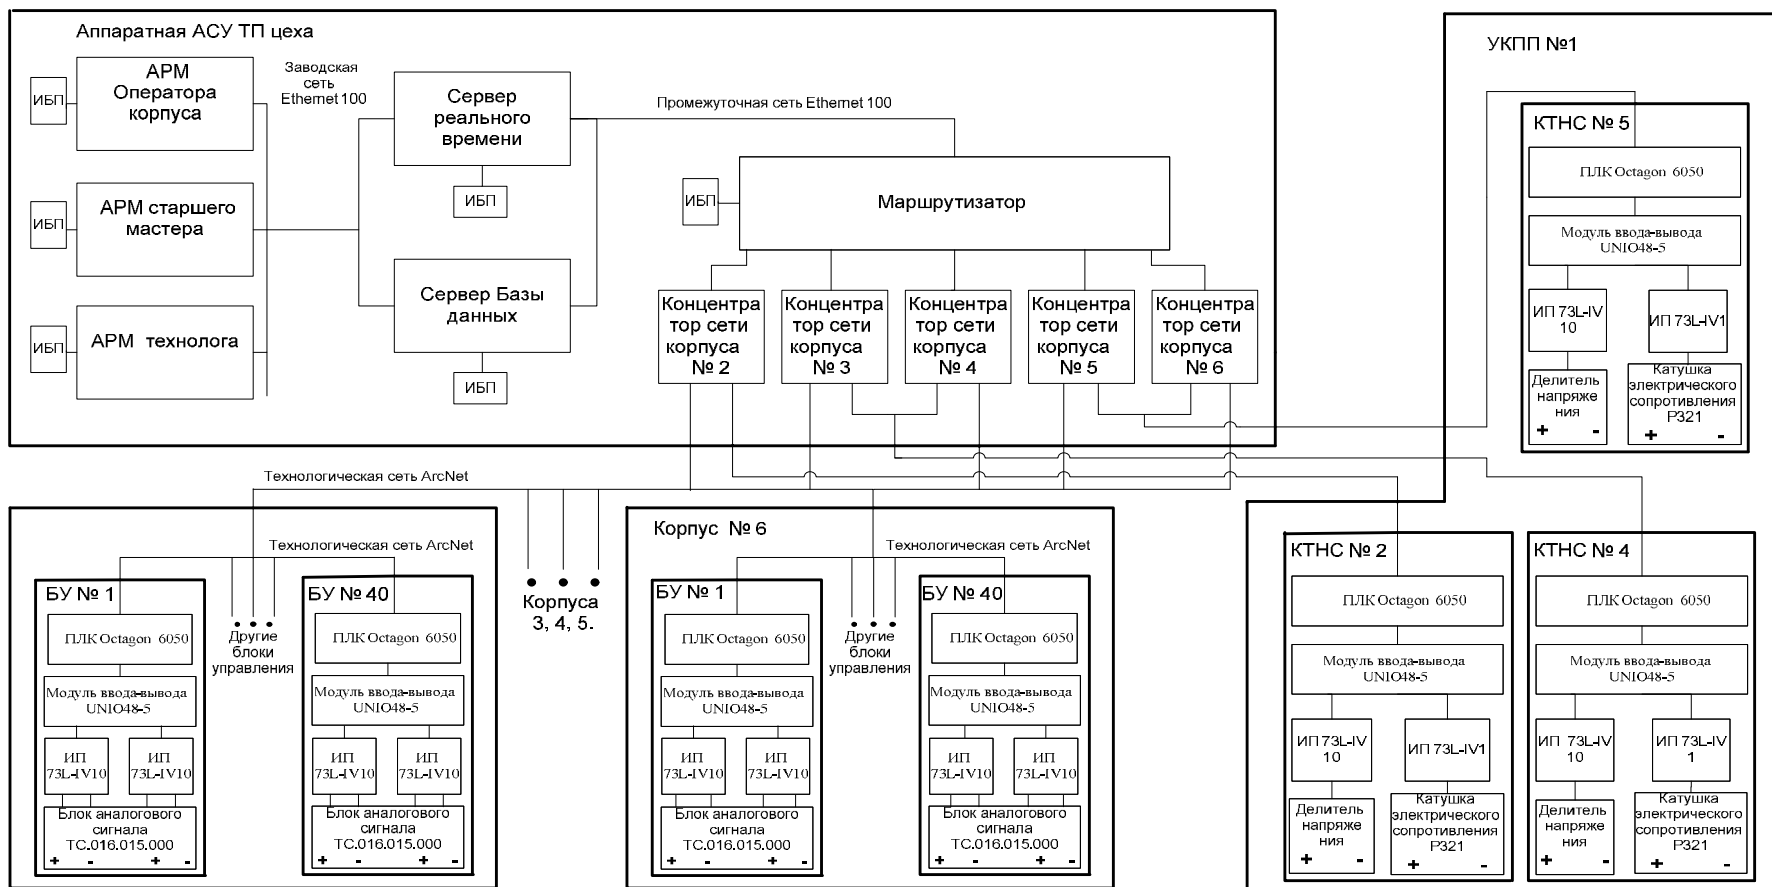 Аппаратная АСУ ТП цеха
ИБП
АРМ
Оператора
корпуса
Заводская
сеть
Ethernet 100
Сервер
реального
времени
ИБП
Промежуточная сеть Ethernet 100
ИБП
АРМ старшего
мастера
ИБП
Маршрутизатор
Сервер Базы
данных
ИБП
ИБП
АРМ технолога
Концентра
тор сети
корпуса
№ 2
Концентра
тор сети
корпуса
№ 3
Концентра
тор сети
корпуса
№ 4
Концентра
тор сети
корпуса
№ 5
Концентра
тор сети
корпуса
№ 6
УКПП №1
КТНС № 5
ПЛК Octagon 6050
Модуль ввода-вывода
UNIO48-5
ИП 73L-IV
10
ИП 73L-IV1
Делитель
напряже
ния
+ -
Катушка
электрического
сопротивления
Р321
+ -
Технологическая сеть ArcNet
Технологическая сеть ArcNet
БУ № 1
ПЛК Octagon 6050
Модуль ввода-вывода
UNIO48-5
ИП
73L-IV10
ИП
73L-IV10
Блок аналогового
сигнала
ТС.016.015.000
+ - + -
Другие
блоки
управления
БУ № 40
ПЛК Octagon 6050
Модуль ввода-вывода
UNIO48-5
ИП
73L-IV10
ИП
73L-IV10
Блок аналогового
сигнала
ТС.016.015.000
+ - + -
Корпуса
3, 4, 5.
Корпус № 6
Технологическая сеть ArcNet
БУ № 1
ПЛК Octagon 6050
Модуль ввода-вывода
UNIO48-5
ИП
73L-IV10
ИП
73L-IV10
Блок аналогового
сигнала
ТС.016.015.000
+ - + -
Другие
блоки
управления
БУ № 40
ПЛК Octagon 6050
Модуль ввода-вывода
UNIO48-5
ИП
73L-IV10
ИП
73L-IV10
Блок аналогового
сигнала
ТС.016.015.000
+ - + -
КТНС № 2
ПЛК Octagon 6050
Модуль ввода-вывода
UNIO48-5
ИП 73L-IV
10
ИП 73L-IV1
Делитель
напряже
ния
+ -
Катушка
электрического
сопротивления
Р321
+ -
КТНС № 4
ПЛК Octagon 6050
Модуль ввода-вывода
UNIO48-5
ИП 73L-IV
10
ИП 73L-IV
1
Делитель
напряже
ния
+ -
Катушка
электрического
сопротивления
Р321
+ -